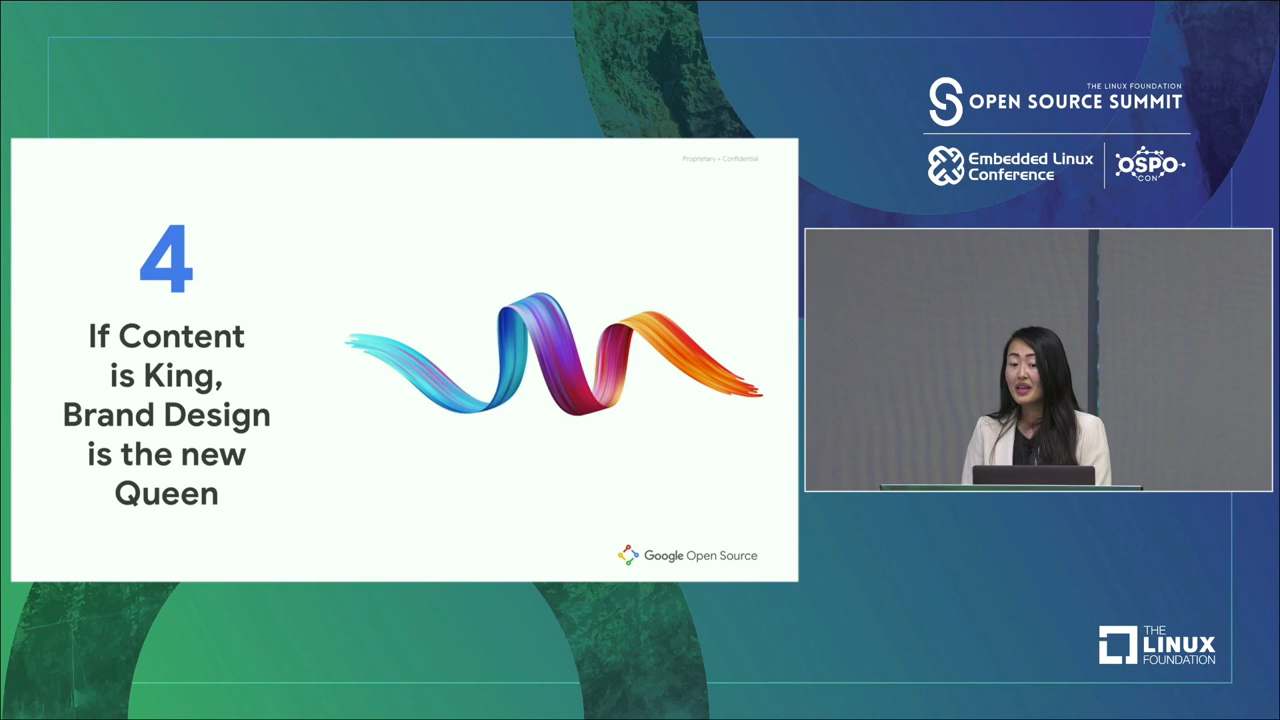 THE LINUX FOUNDATION
OPEN SOURCE SUMMIT
Embedded Linux
Conference
OSPO
CON
Proprietary + Confidential
4
If Content
is King,
Brand Design
is the new
Queen
Google Open Source
THE
LINUX
FOUNDATION